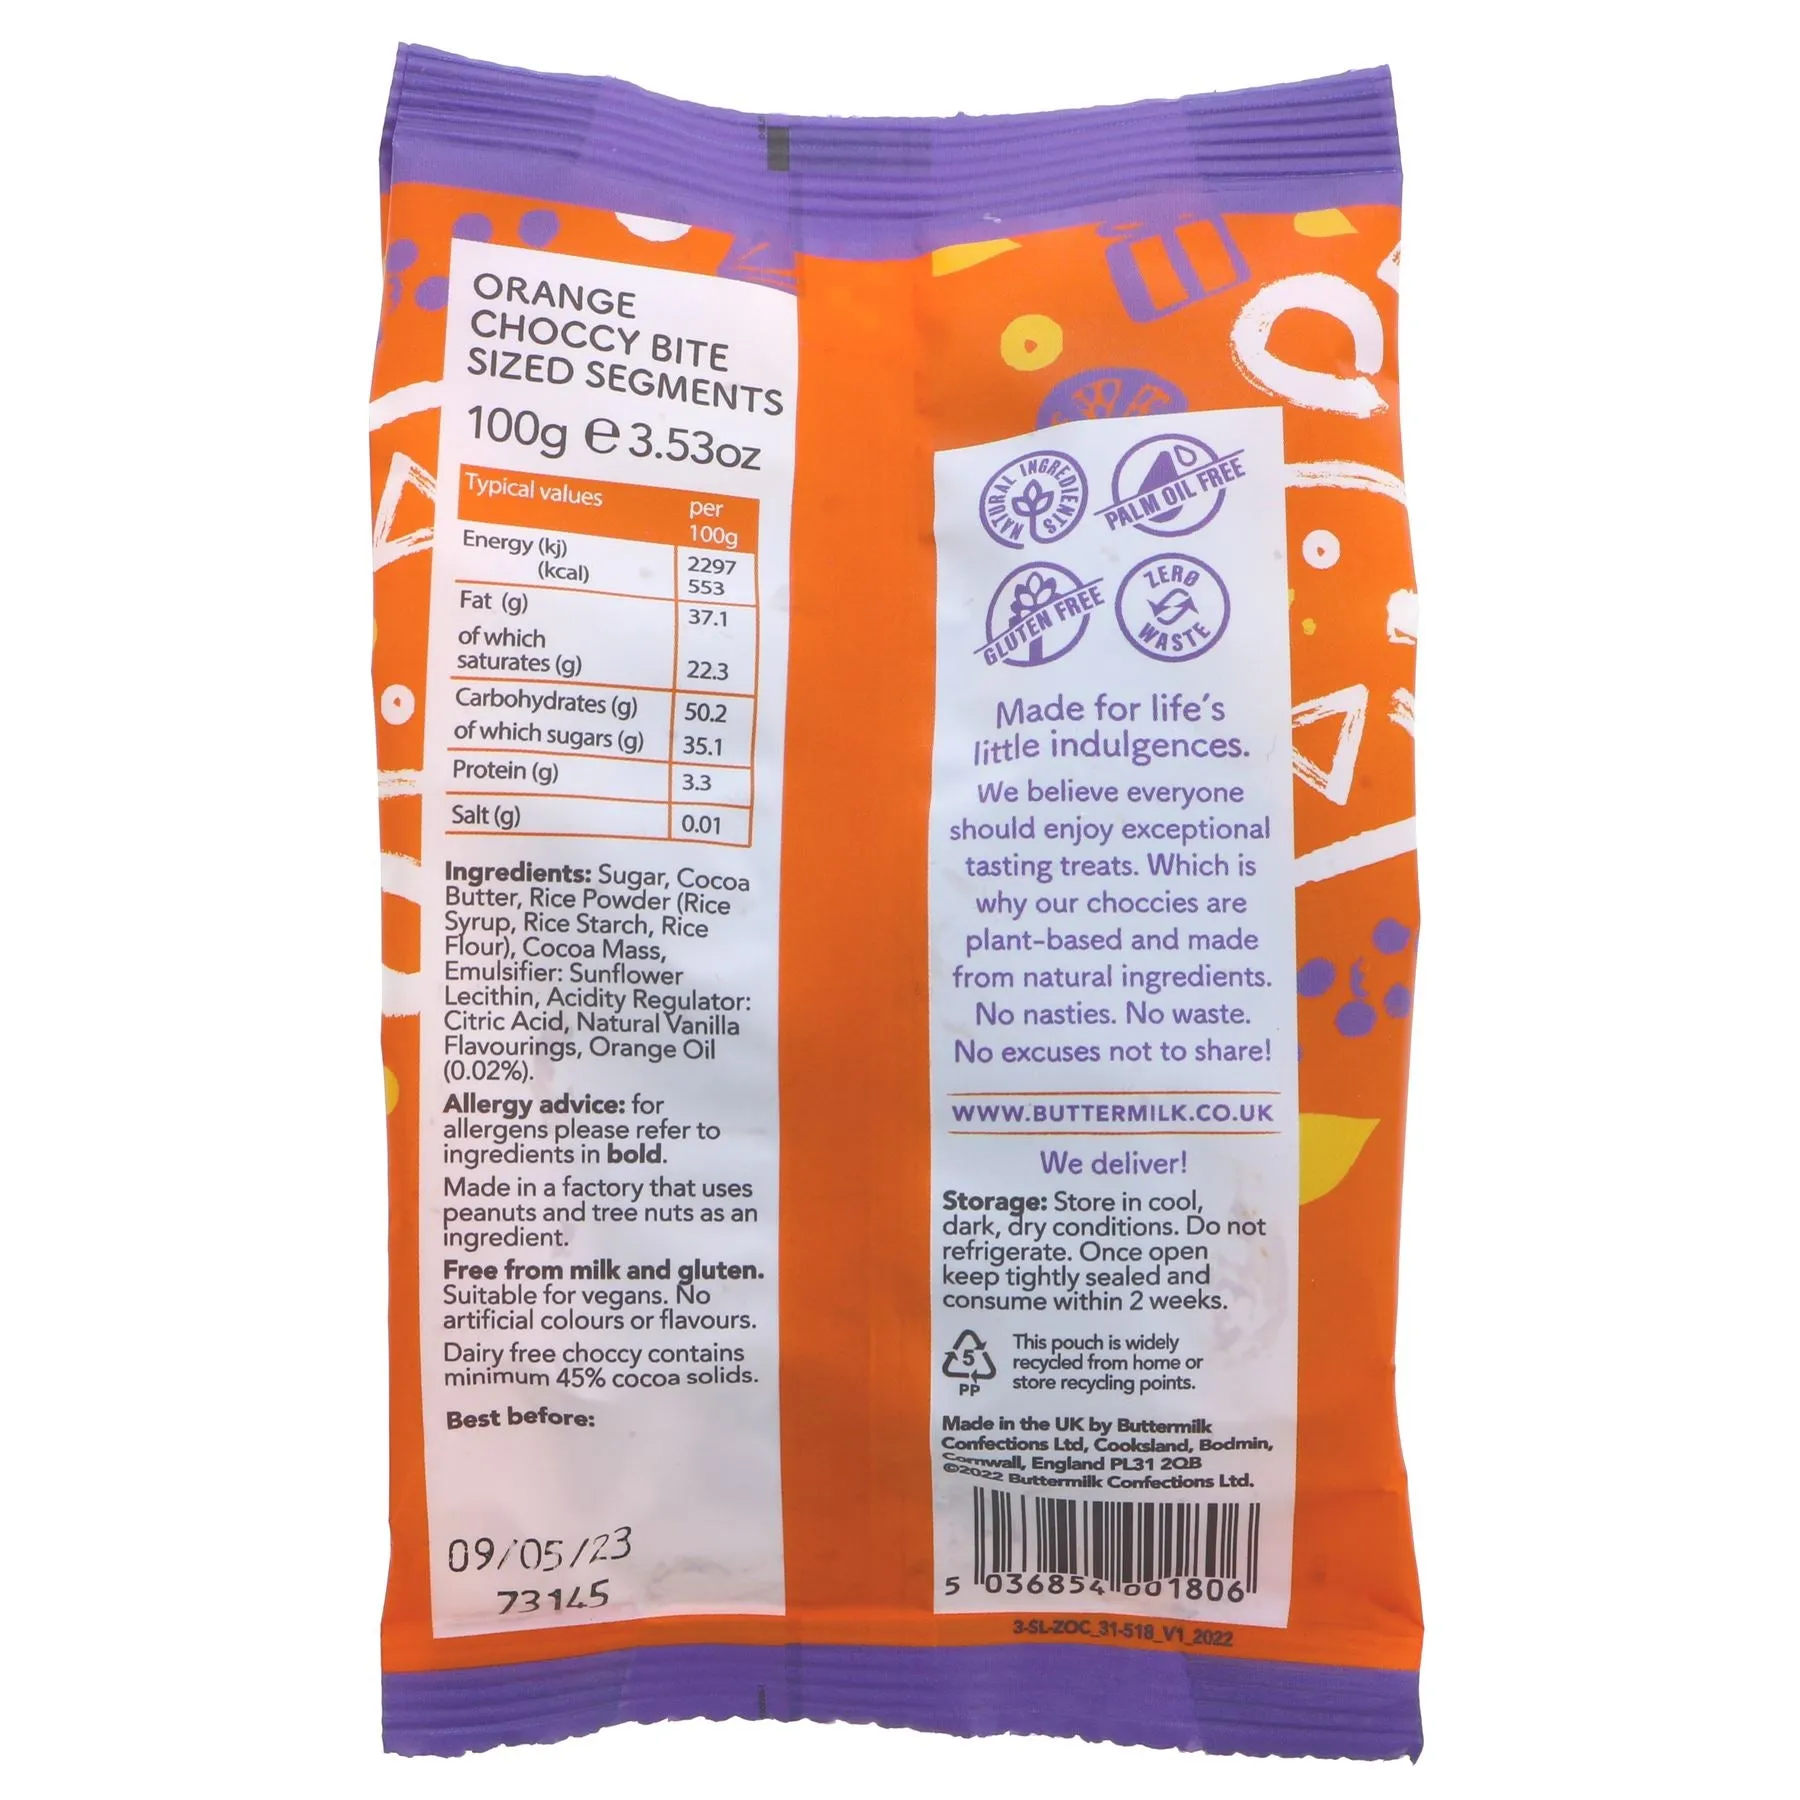 ORANGE
CHOCCY BITE
SIZED SEGMENTS
100g ℮ 3.53oz
Typical values per
100g
Energy (kj) 2297
(kcal) 553
Fat (g) 37.1
of which
saturates (g) 22.3
Carbohydrates (g) 50.2
of which sugars (g) 35.1
Protein (g) 3.3
Salt (g) 0.01
Ingredients: Sugar, Cocoa
Butter, Rice Powder (Rice
Syrup, Rice Starch, Rice
Flour), Cocoa Mass,
Emulsifier: Sunflower
Lecithin, Acidity Regulator:
Citric Acid, Natural Vanilla
Flavourings, Orange Oil
(0.02%).
Allergy advice: for
allergens please refer to
ingredients in bold.
Made in a factory that uses
peanuts and tree nuts as an
ingredient.
Free from milk and gluten.
Suitable for vegans. No
artificial colours or flavours.
Dairy free choccy contains
minimum 45% cocoa solids.
Best before:
09/05/23
73145
NATURAL INGREDIENTS
PALM OIL FREE
GLUTEN FREE
ZERO
WASTE
Made for life's
little indulgences.
We believe everyone
should enjoy exceptional
tasting treats. Which is
why our choccies are
plant-based and made
from natural ingredients.
No nasties. No waste.
No excuses not to share!
WWW.BUTTERMILK.CO.UK
We deliver!
Storage: Store in cool,
dark, dry conditions. Do not
refrigerate. Once open
keep tightly sealed and
consume within 2 weeks.
5
PP
This pouch is widely
recycled from home or
store recycling points.
Made in the UK by Buttermilk
Confections Ltd, Cooksland, Bodmin,
Cornwall, England PL31 2QB
©2022 Buttermilk Confections Ltd.
5 036854 001806
3-SL-ZOC_31-518_V1_2022